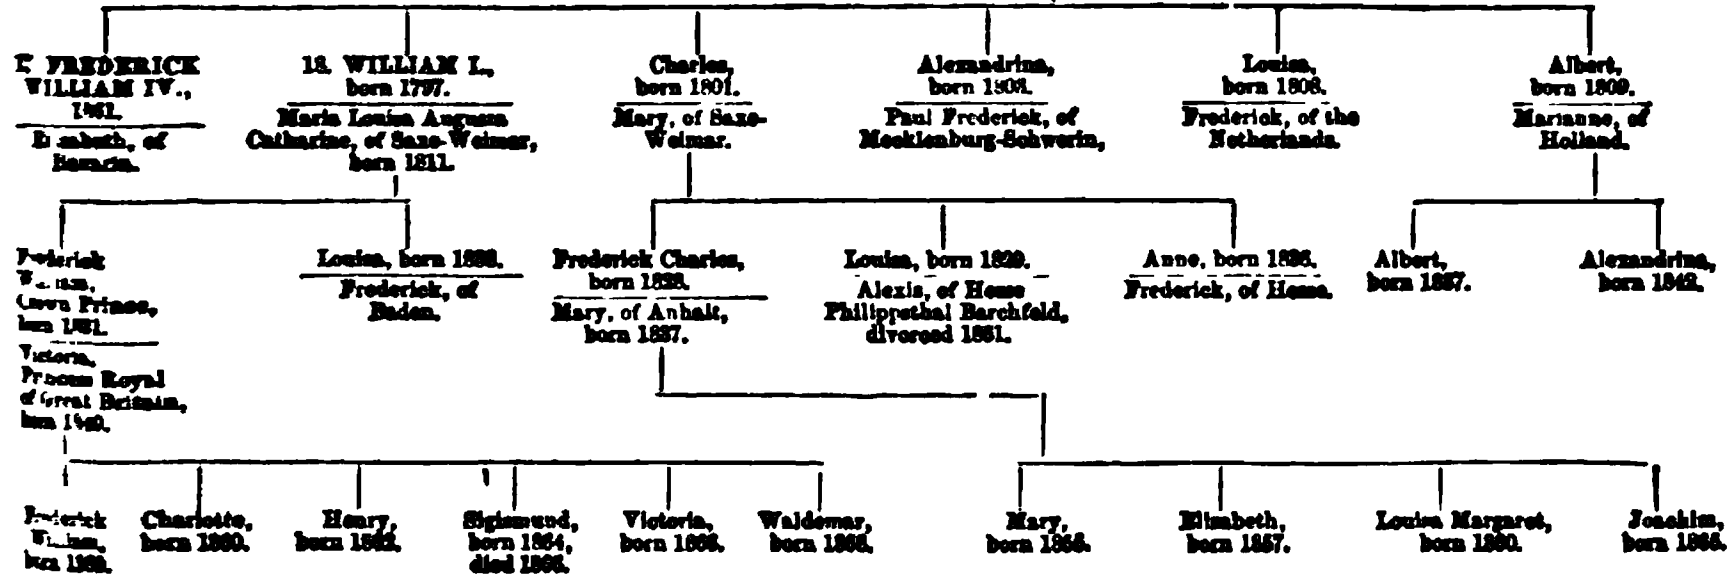 FREDERICK
WILLIAM IV.,
1861.
Elisabeth, of
Bavaria.
18. WILLIAM I.,
born 1797.
Maria Louisa Augusta
Catharine, of Saxe-Weimar,
born 1811.
Charles,
born 1801.
Mary, of Saxe-
Weimar.
Alexandrina,
born 1803.
Paul Frederick, of
Mecklenburg-Schwerin,
Louisa,
born 1808.
Frederick, of the
Netherlands.
Albert,
born 1809.
Marianne, of
Holland.
Frederick
William,
Crown Prince,
born 1831.
Victoria,
Princess Royal
of Great Britain,
born
Louisa, born 1838.
Frederick, of
Baden.
Frederick Charles,
born 1828.
Mary, of Anhalt,
born 1837.
Louisa, born 1829.
Alexis, of Hesse
Philippsthal Barchfeld,
divorced 1861.
Anne, born 1836.
Frederick, of Hesse.
Albert,
born 1837.
Alexandrina,
born 1842.
Frederick
William,
born
Charlotte,
born 1860.
Henry,
born 1862.
Sigismund,
born 1864,
died 1866.
Victoria,
born 1866.
Waldemar,
born 1868.
Mary,
born 1855.
Elizabeth,
born 1857.
Louisa Margaret,
born 1860.
Joachim,
born 1865.